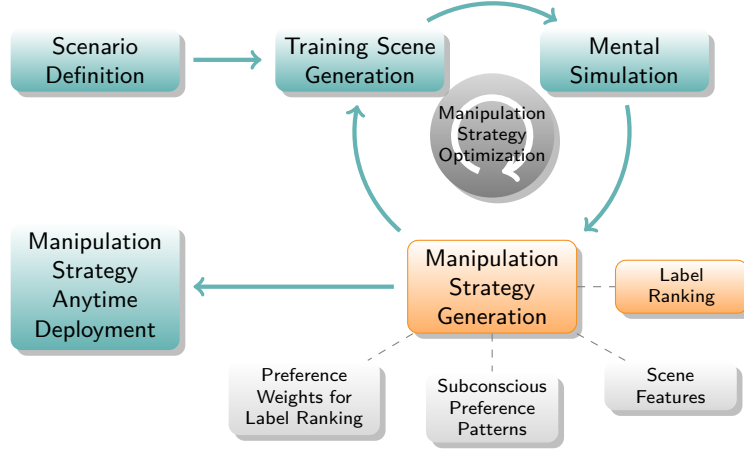 Scenario
Definition
Training Scene
Generation
Mental
Simulation
Manipulation
Strategy
Optimization
Manipulation
Strategy
Anytime
Deployment
Manipulation
Strategy
Generation
Label
Ranking
Preference
Weights for
Label Ranking
Subconscious
Preference
Patterns
Scene
Features